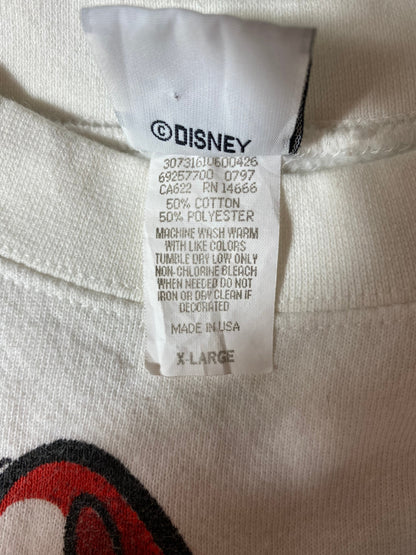 ©DISNEY
30731610600426
69257700 0797
CA622 RN 14666
50% COTTON
50% POLYESTER
MACHINE WASH WARM
WITH LIKE COLORS
TUMBLE DRY LOW ONLY
NON-CHLORINE BLEACH
WHEN NEEDED DO NOT
IRON OR DRY CLEAN IF
DECORATED
MADE IN USA
X-LARGE